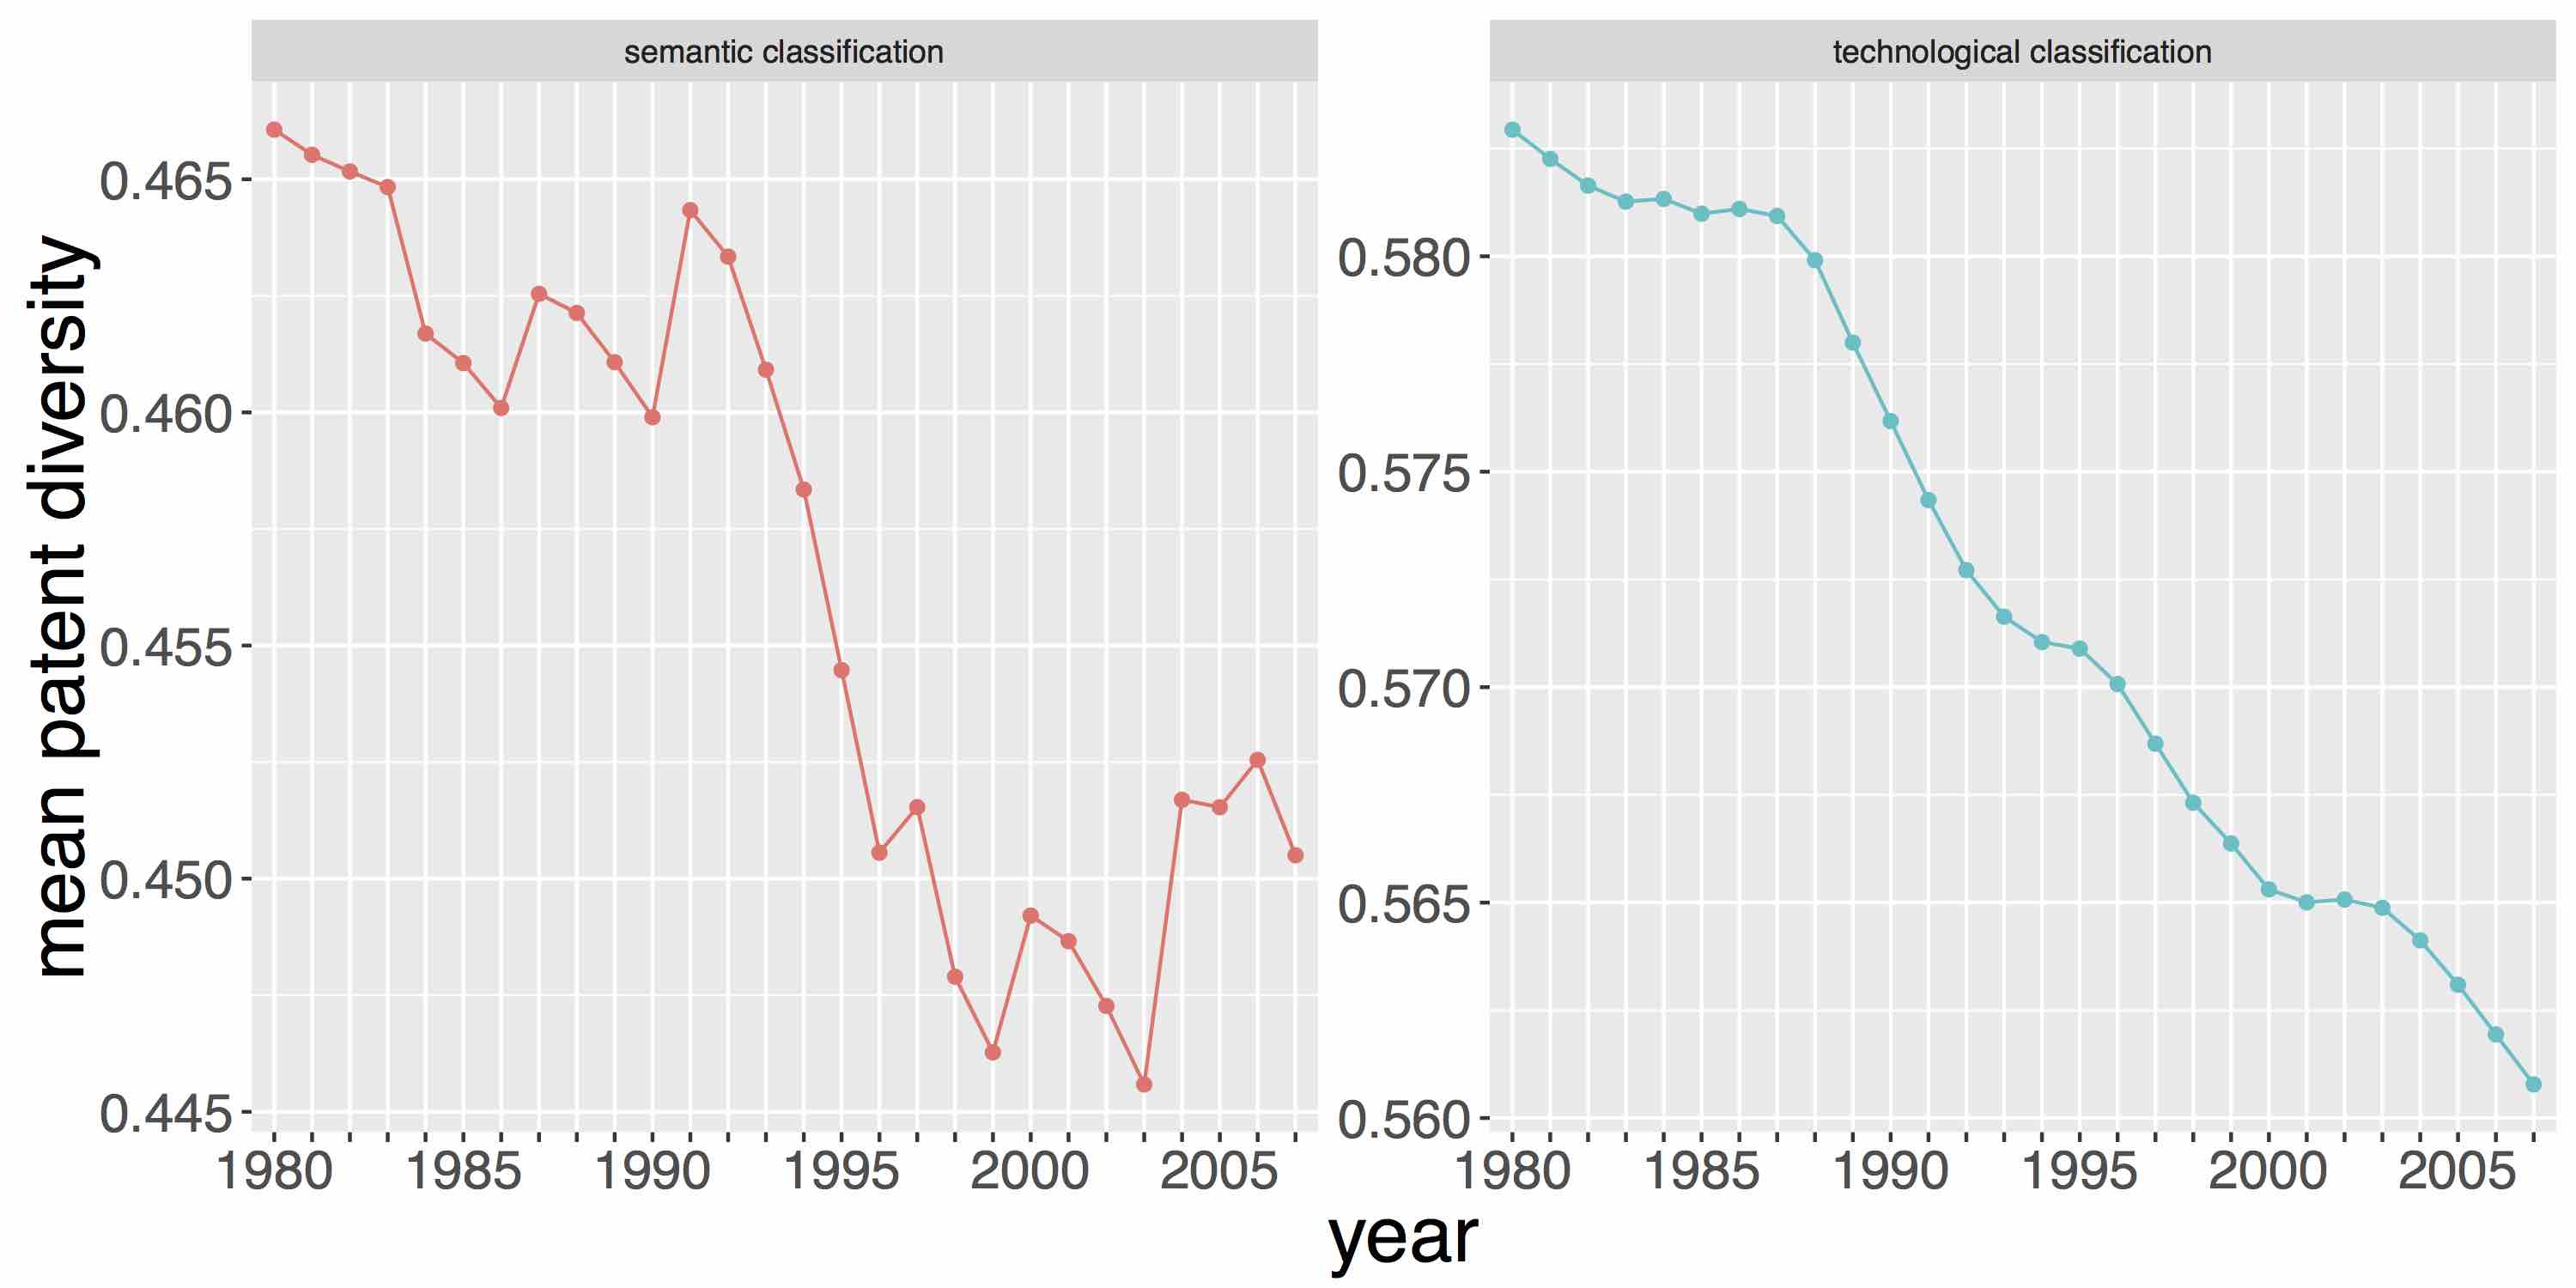 semantic classification
technological classification
mean patent diversity
0.465
0.460
0.455
0.450
0.445
0.580
0.575
0.570
0.565
0.560
1980 1985 1990 1995 2000 2005
1980 1985 1990 1995 2000 2005
year